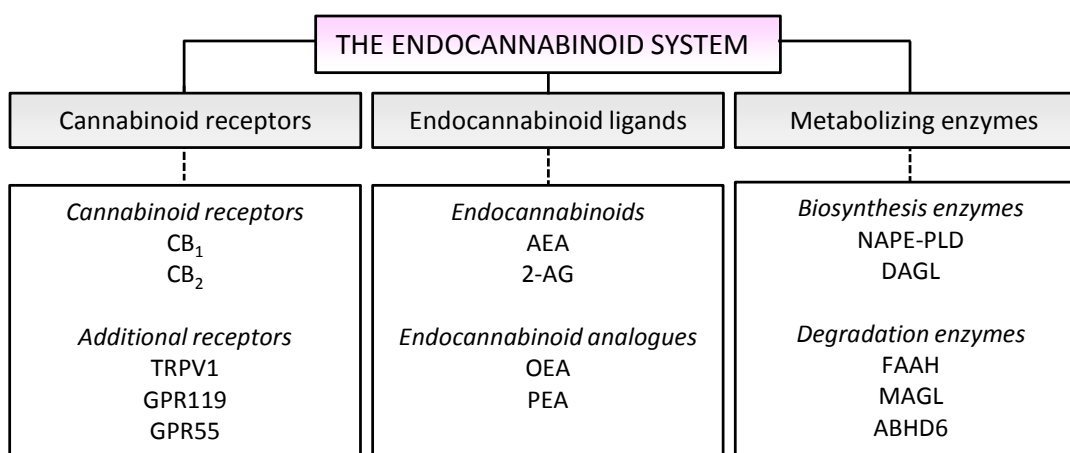 THE ENDOCANNABINOID SYSTEM
Cannabinoid receptors
Endocannabinoid ligands
Metabolizing enzymes
Cannabinoid receptors
CB₁
CB₂
Additional receptors
TRPV1
GPR119
GPR55
Endocannabinoids
AEA
2-AG
Endocannabinoid analogues
OEA
PEA
Biosynthesis enzymes
NAPE-PLD
DAGL
Degradation enzymes
FAAH
MAGL
ABHD6